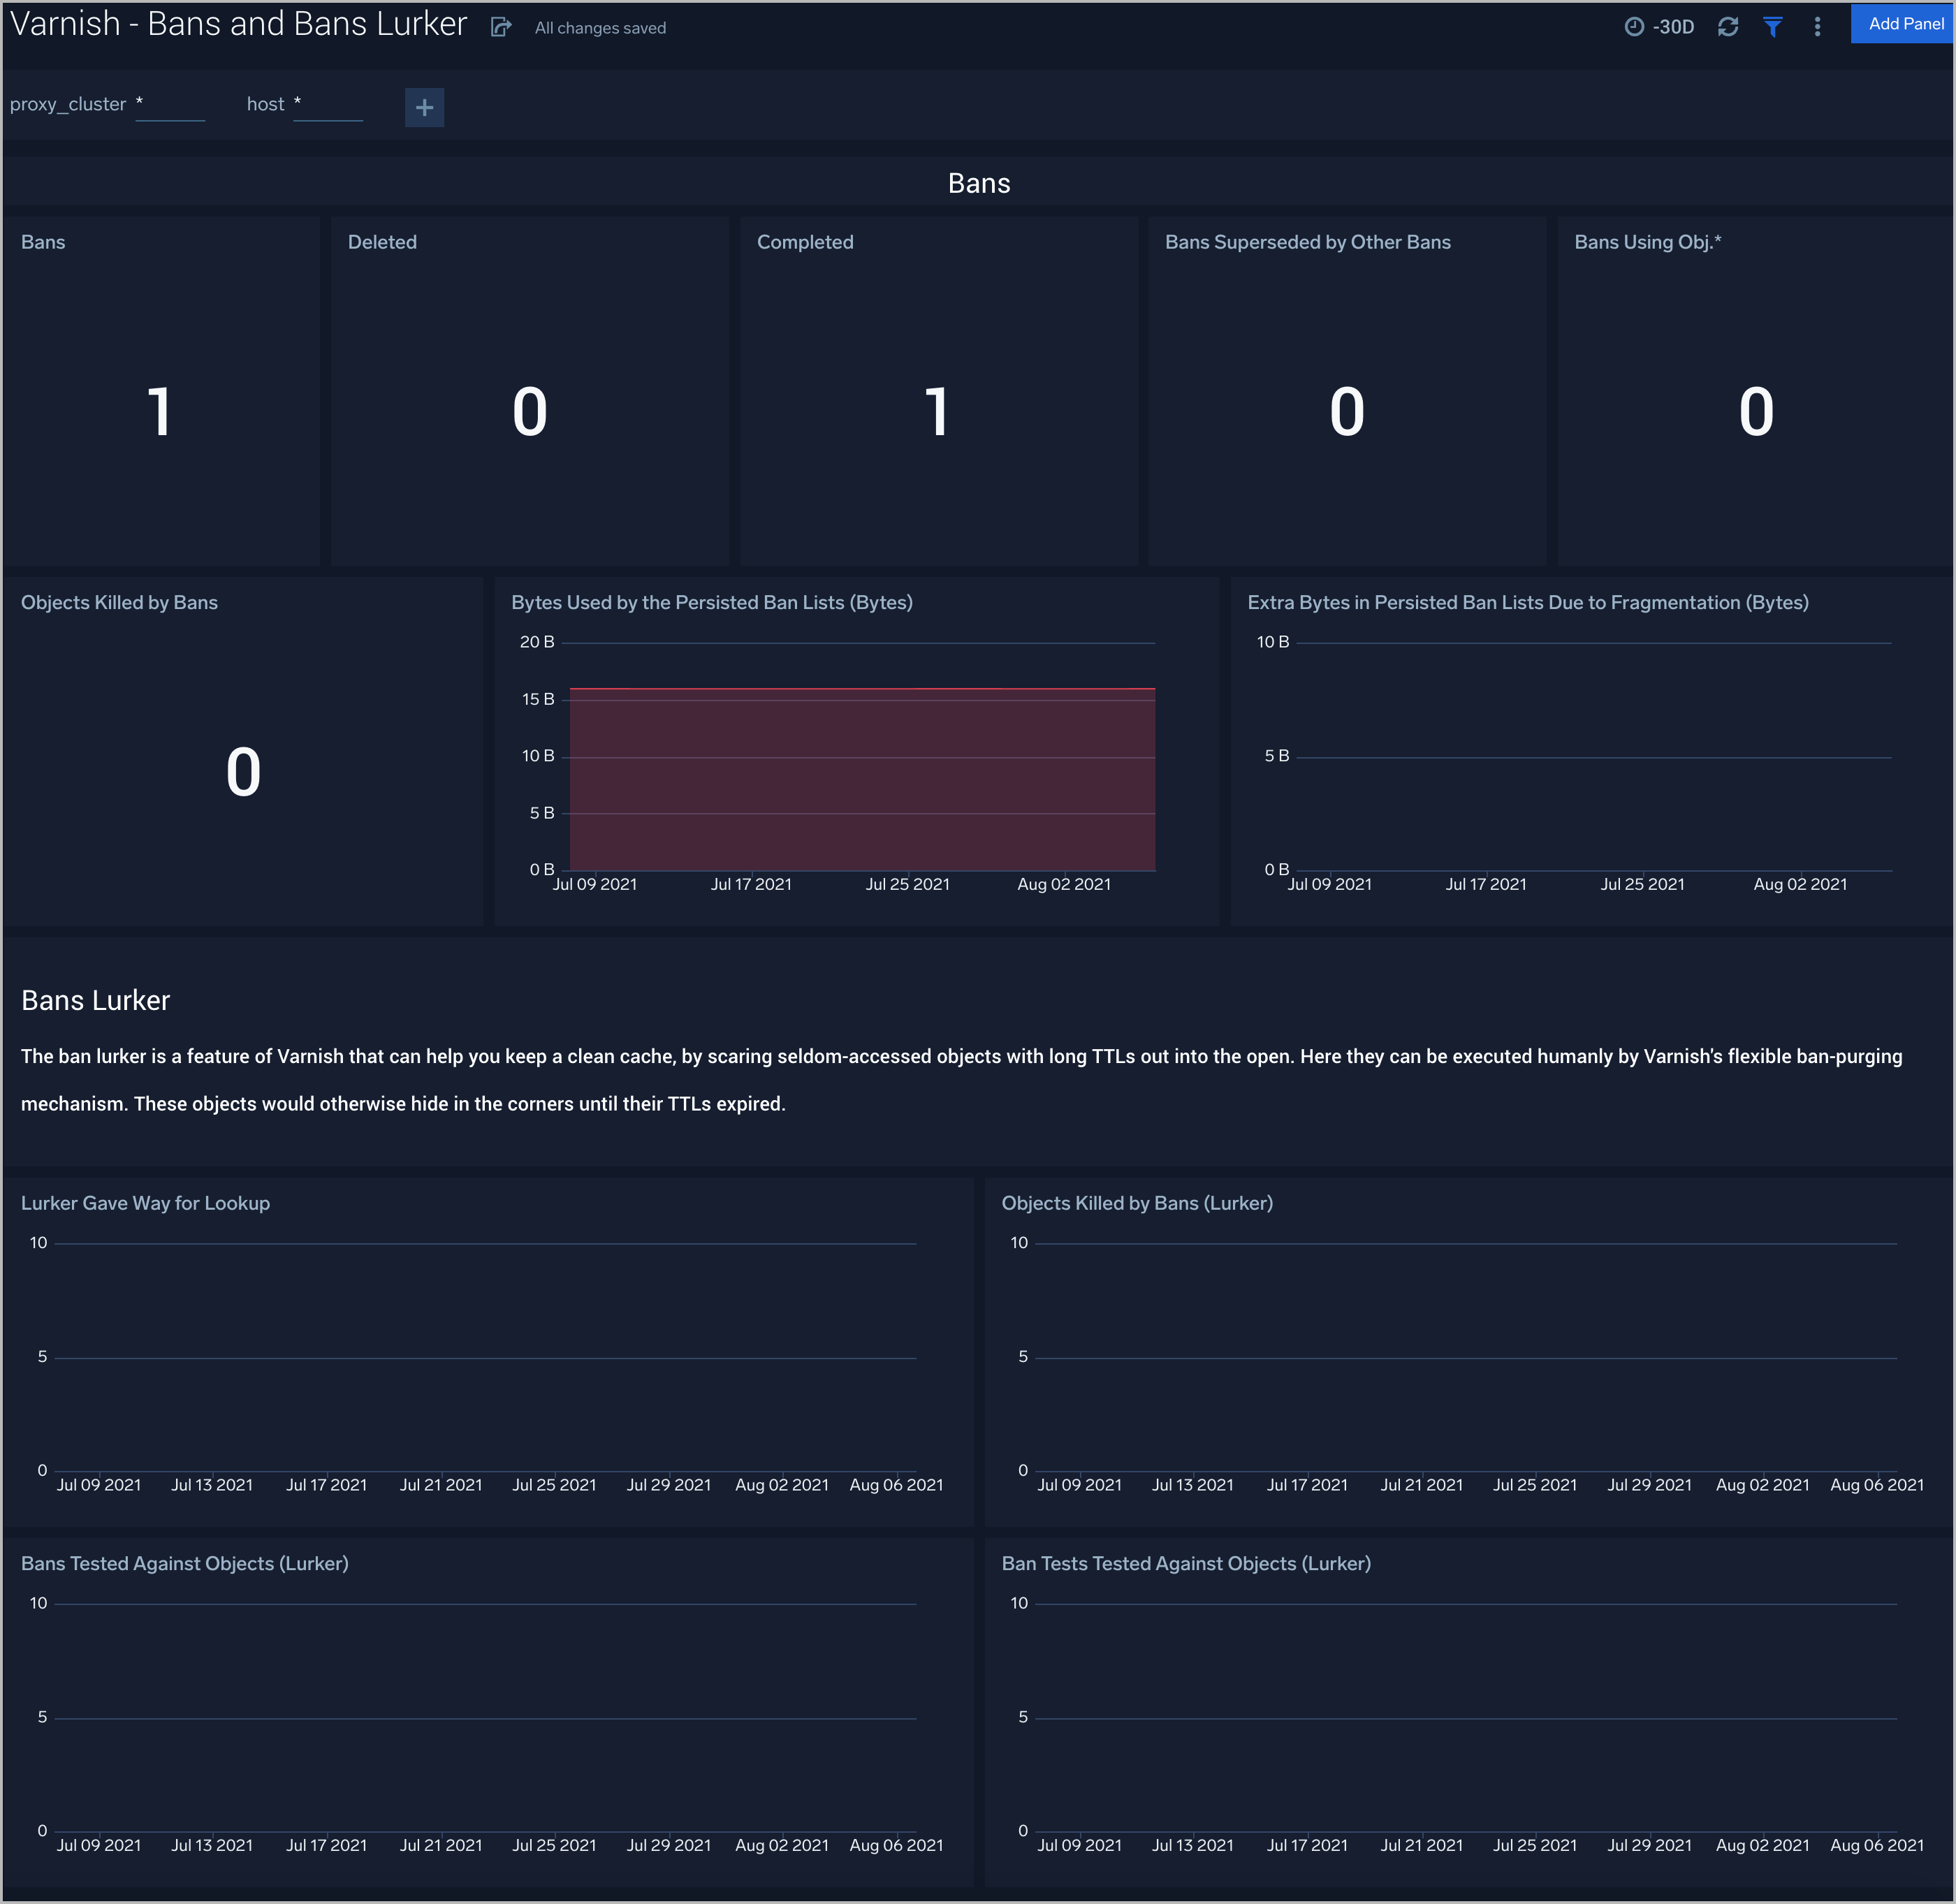 Varnish - Bans and Bans Lurker All changes saved -30D Add Panel
proxy_cluster * host * +
Bans
Bans Deleted Completed Bans Superseded by Other Bans Bans Using Obj.*
1 0 1 0 0
Objects Killed by Bans
0
Bytes Used by the Persisted Ban Lists (Bytes)
20 B
15 B
10 B
5 B
0 B
Jul 09 2021 Jul 17 2021 Jul 25 2021 Aug 02 2021
Extra Bytes in Persisted Ban Lists Due to Fragmentation (Bytes)
10 B
5 B
0 B
Jul 09 2021 Jul 17 2021 Jul 25 2021 Aug 02 2021
Bans Lurker
The ban lurker is a feature of Varnish that can help you keep a clean cache, by scaring seldom-accessed objects with long TTLs out into the open. Here they can be executed humanly by Varnish's flexible ban-purging
mechanism. These objects would otherwise hide in the corners until their TTLs expired.
Lurker Gave Way for Lookup
10
5
0
Jul 09 2021 Jul 13 2021 Jul 17 2021 Jul 21 2021 Jul 25 2021 Jul 29 2021 Aug 02 2021 Aug 06 2021
Objects Killed by Bans (Lurker)
10
5
0
Jul 09 2021 Jul 13 2021 Jul 17 2021 Jul 21 2021 Jul 25 2021 Jul 29 2021 Aug 02 2021 Aug 06 2021
Bans Tested Against Objects (Lurker)
10
5
0
Jul 09 2021 Jul 13 2021 Jul 17 2021 Jul 21 2021 Jul 25 2021 Jul 29 2021 Aug 02 2021 Aug 06 2021
Ban Tests Tested Against Objects (Lurker)
10
5
0
Jul 09 2021 Jul 13 2021 Jul 17 2021 Jul 21 2021 Jul 25 2021 Jul 29 2021 Aug 02 2021 Aug 06 2021